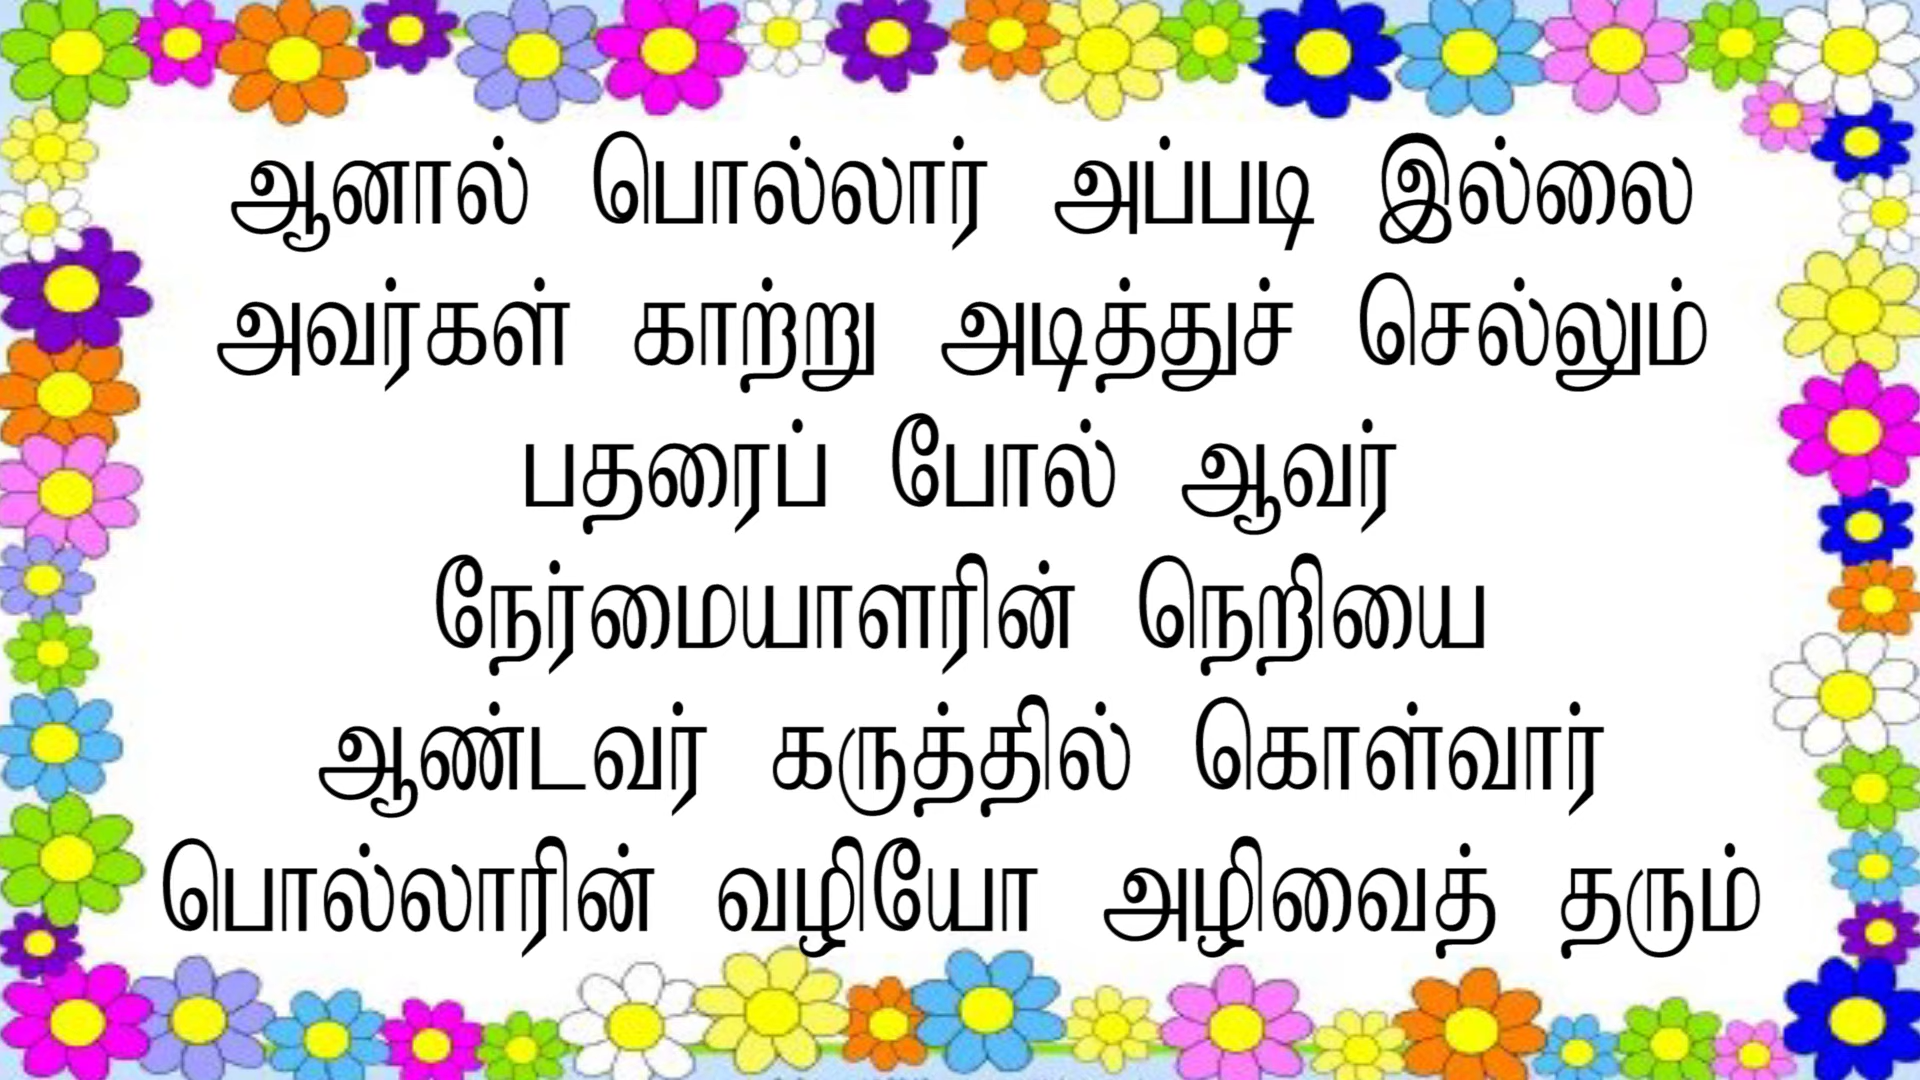 ஆனால் பொல்லார் அப்படி இல்லை
அவர்கள் காற்று அடித்துச் செல்லும்
பதரைப் போல் ஆவர்
நேர்மையாளரின் நெறியை
ஆண்டவர் கருத்தில் கொள்வார்
பொல்லாரின் வழியோ அழிவைத் தரும்